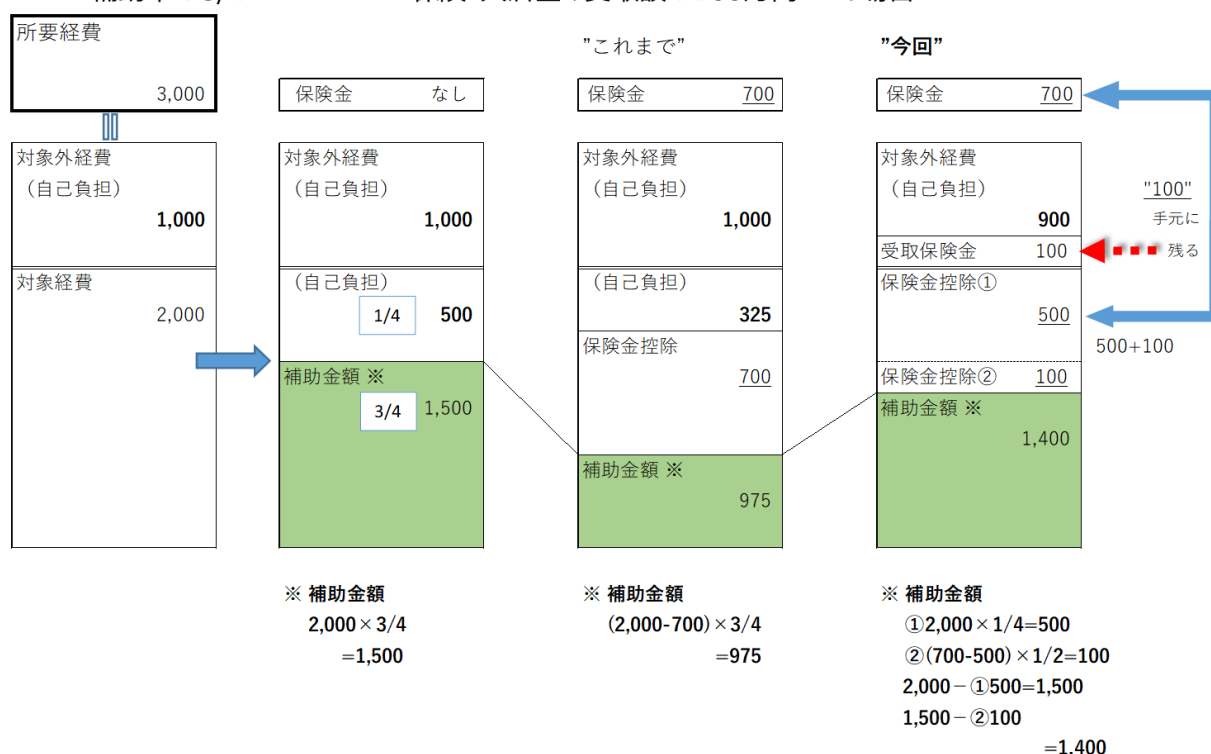 所要経費
3,000
対象外経費
（自己負担）
1,000
対象経費
2,000
保険金 なし
対象外経費
（自己負担）
1,000
（自己負担）
1/4 500
補助金額 ※
3/4 1,500
※ 補助金額
2,000×3/4
=1,500
”これまで”
保険金 700
対象外経費
（自己負担）
1,000
（自己負担）
325
保険金控除
700
補助金額 ※
975
※ 補助金額
(2,000-700)×3/4
=975
”今回”
保険金 700
対象外経費
（自己負担）
900
受取保険金 100
保険金控除①
500
保険金控除② 100
補助金額 ※
1,400
"100"
手元に
残る
500+100
※ 補助金額
①2,000×1/4=500
②(700-500)×1/2=100
2,000－①500=1,500
1,500－②100
=1,400